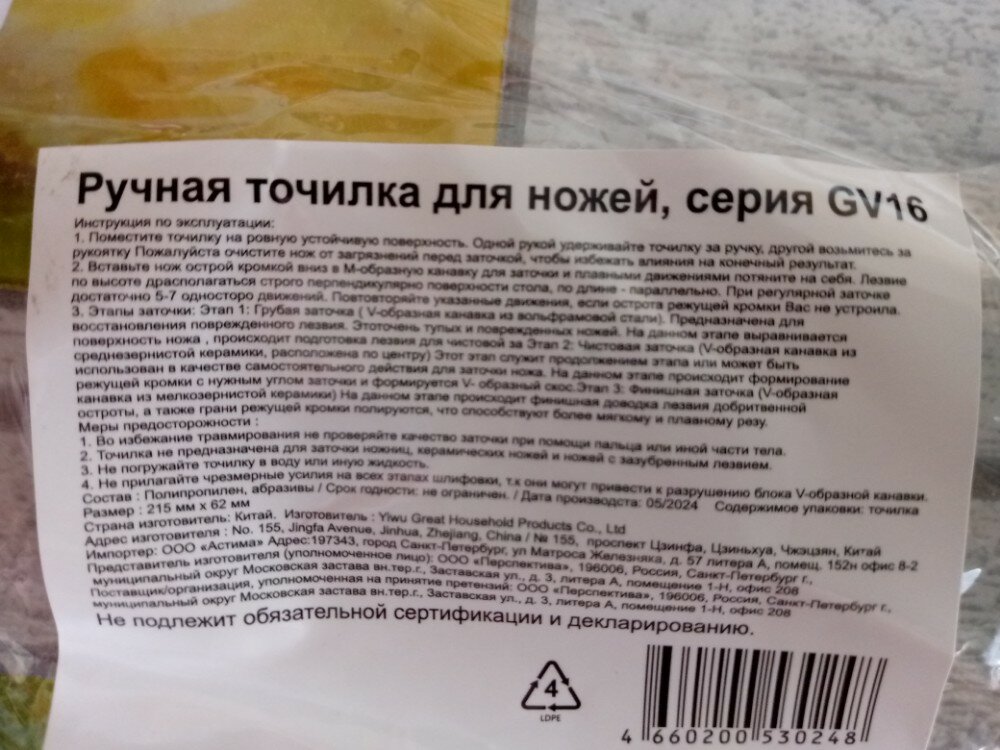 Ручная точилка для ножей, серия GV16
Инструкция по эксплуатации:
1. Поместите точилку на ровную устойчивую поверхность. Одной рукой удерживайте точилку за ручку, другой возьмитесь за
рукоятку Пожалуйста очистите нож от загрязнений перед заточкой, чтобы избежать влияния на конечный результат.
2. Вставьте нож острой кромкой вниз в М-образную канавку для заточки и плавными движениями потяните на себя. Лезвие
по высоте драсполагаться строго перпендикулярно поверхности стола, по длине - параллельно. При регулярной заточке
достаточно 5-7 односторо движений. Повтовторяйте указанные движения, если острота режущей кромки Вас не устроила.
3. Этапы заточки: Этап 1: Грубая заточка ( V-образная канавка из вольфрамовой стали). Предназначена для
восстановления поврежденного лезвия. Этоточень тупых и поврежденных ножей. На данном этапе выравнивается
поверхность ножа , происходит подготовка лезвия для чистовой за Этап 2: Чистовая заточка (V-образная канавка из
среднезернистой керамики, расположена по центру) Этот этап служит продолжением этапа или может быть
использован в качестве самостоятельного действия для заточки ножа. На данном этапе происходит формирование
режущей кромки с нужным углом заточки и формируется V- образный скос.Этап 3: Финишная заточка (V-образная
канавка из мелкозернистой керамики) На данном этапе происходит финишная доводка лезвия добритвенной
остроты, а также грани режущей кромки полируются, что способствуют более мягкому и плавному резу.
Меры предосторожности :
1. Во избежание травмирования не проверяйте качество заточки при помощи пальца или иной части тела.
2. Точилка не предназначена для заточки ножниц, керамических ножей и ножей с зазубренным лезвием.
3. Не погружайте точилку в воду или иную жидкость.
4. Не прилагайте чрезмерные усилия на всех этапах шлифовки, т.к они могут привести к разрушению блока V-образной канавки.
Состав : Полипропилен, абразивы / Срок годности: не ограничен. / Дата производства: 05/2024 Содержимое упаковки: точилка
Размер : 215 мм х 62 мм
Страна изготовитель: Китай. Изготовитель : Yiwu Great Household Products Co., Ltd
Адрес изготовителя : No. 155, Jingfa Avenue, Jinhua, Zhejiang, China / № 155, проспект Цзинфа, Цзиньхуа, Чжэцзян, Китай
Импортер: ООО «Астима» Адрес:197343, город Санкт-Петербург, ул Матроса Железняка, д. 57 литера А, помещ. 152н офис 8-2
Представитель изготовителя (уполномоченное лицо): ООО «Перспектива», 196006, Россия, Санкт-Петербург г.,
муниципальный округ Московская застава вн.тер.г., Заставская ул., д. 3, литера А, помещение 1-Н, офис 208
Поставщик/организация, уполномоченная на принятие претензий: ООО «Перспектива», 196006, Россия, Санкт-Петербург г.,
муниципальный округ Московская застава вн.тер.г., Заставская ул., д. 3, литера А, помещение 1-Н, офис 208
Не подлежит обязательной сертификации и декларированию.
4
LDPE
4 660200 530248